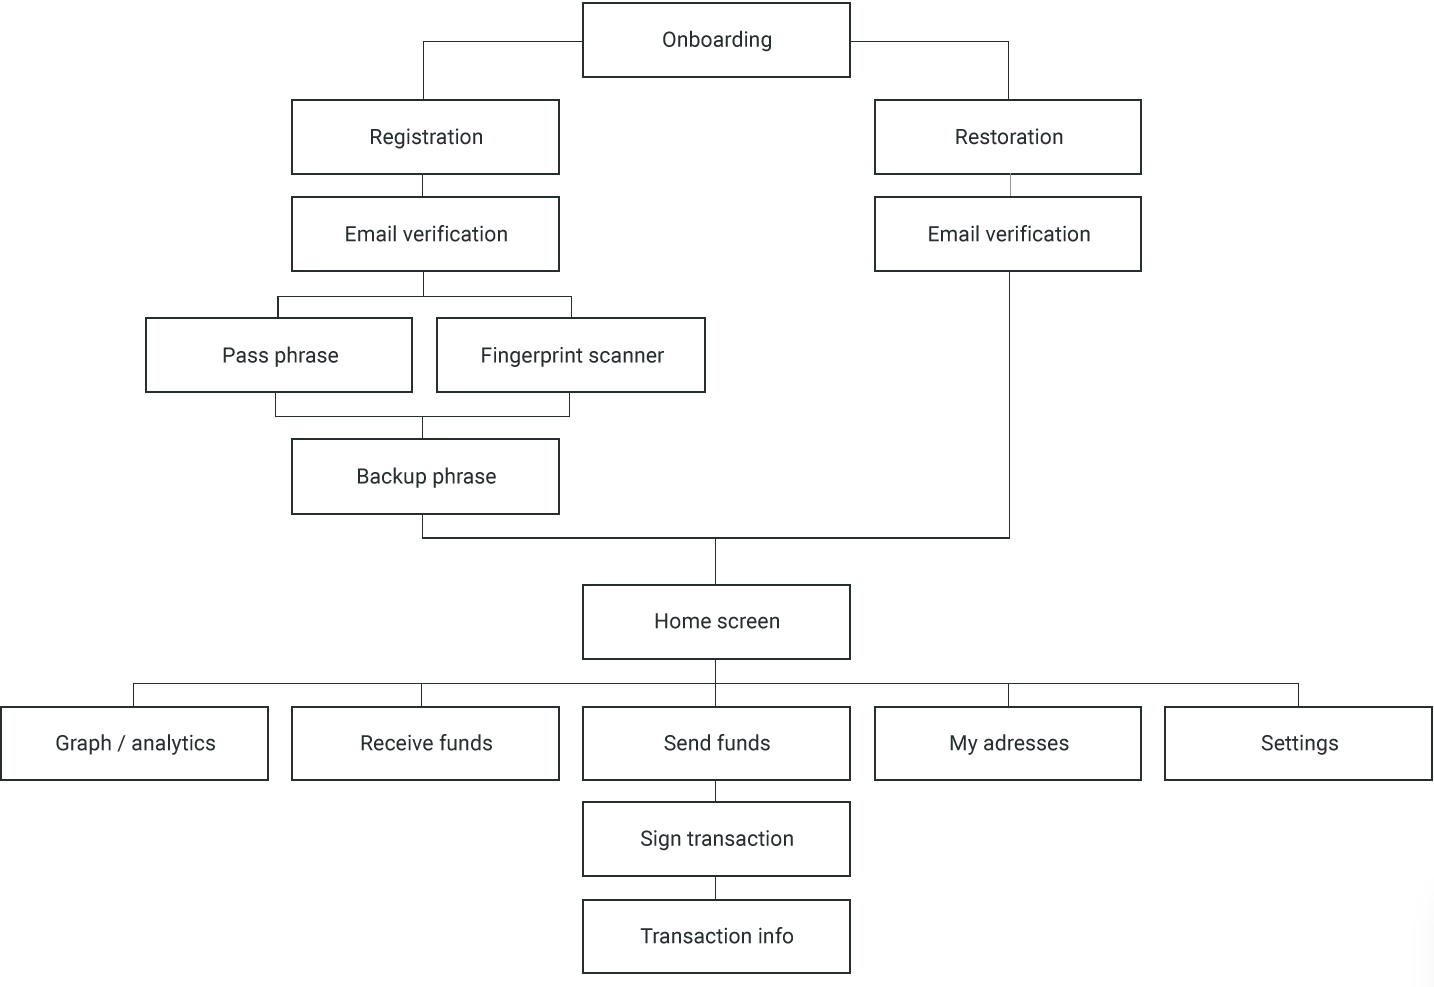 Onboarding
Registration
Restoration
Email verification
Email verification
Pass phrase
Fingerprint scanner
Backup phrase
Home screen
Graph / analytics
Receive funds
Send funds
My adresses
Settings
Sign transaction
Transaction info